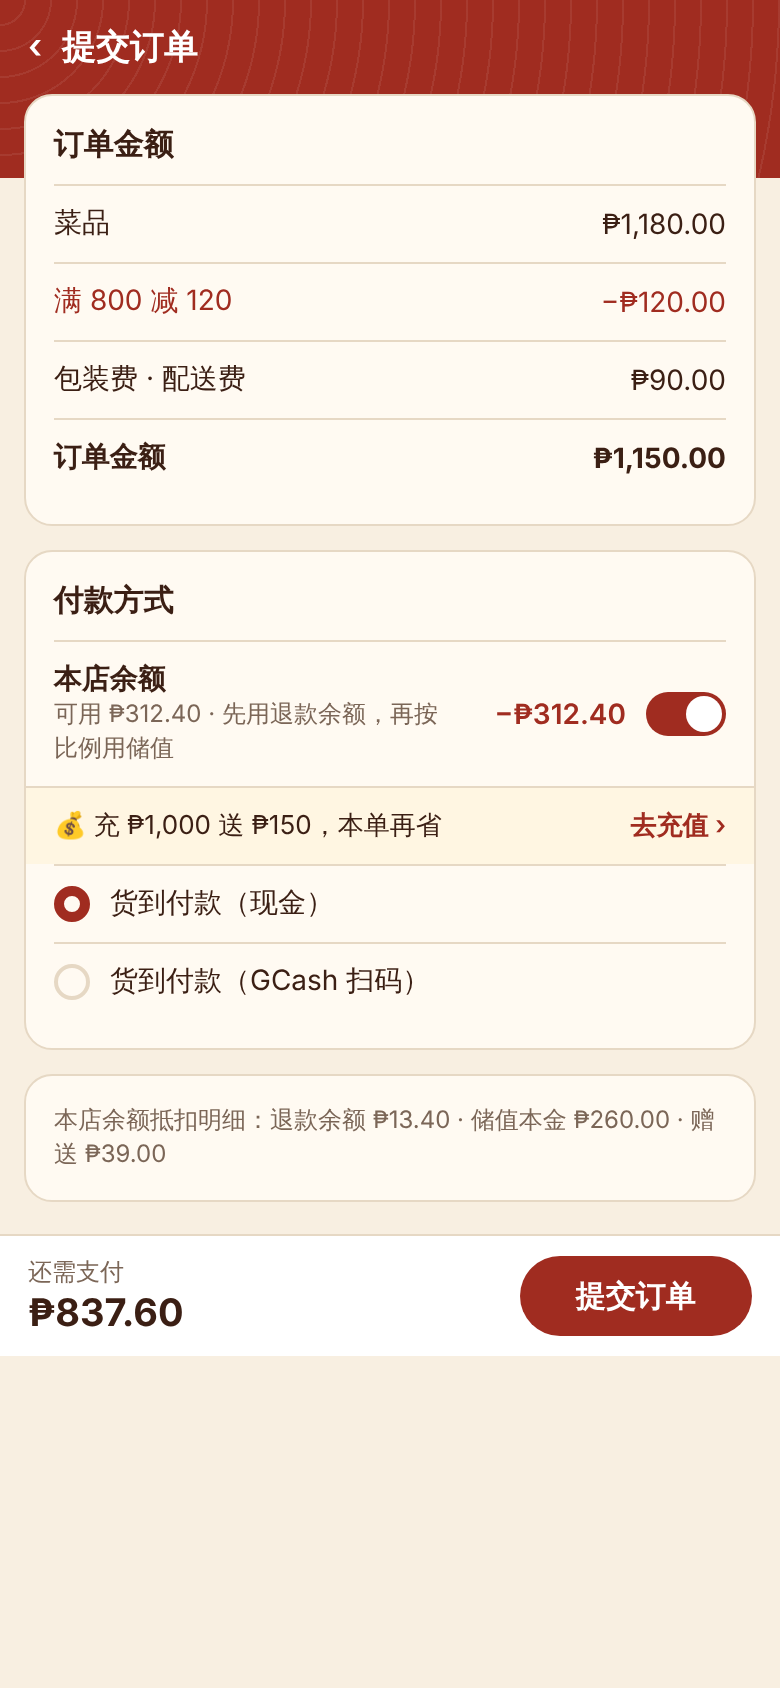 ‹ 提交订单
订单金额
菜品 ₱1,180.00
满 800 减 120 −₱120.00
包装费 · 配送费 ₱90.00
订单金额 ₱1,150.00
付款方式
本店余额
可用 ₱312.40 · 先用退款余额，再按
比例用储值
−₱312.40
💰 充 ₱1,000 送 ₱150，本单再省 去充值 ›
货到付款（现金）
货到付款（GCash 扫码）
本店余额抵扣明细：退款余额 ₱13.40 · 储值本金 ₱260.00 · 赠
送 ₱39.00
还需支付
₱837.60
提交订单